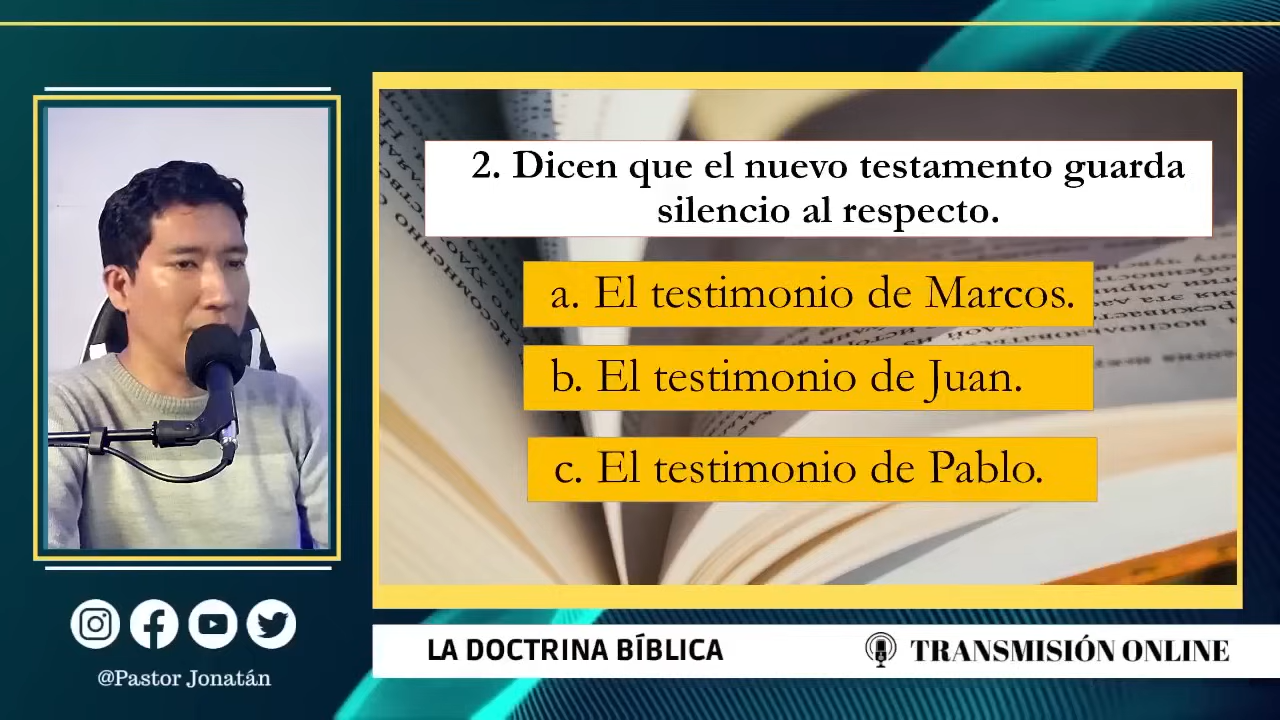 2. Dicen que el nuevo testamento guarda
silencio al respecto.
a. El testimonio de Marcos.
b. El testimonio de Juan.
c. El testimonio de Pablo.
@Pastor Jonatán
LA DOCTRINA BÍBLICA
TRANSMISIÓN ONLINE